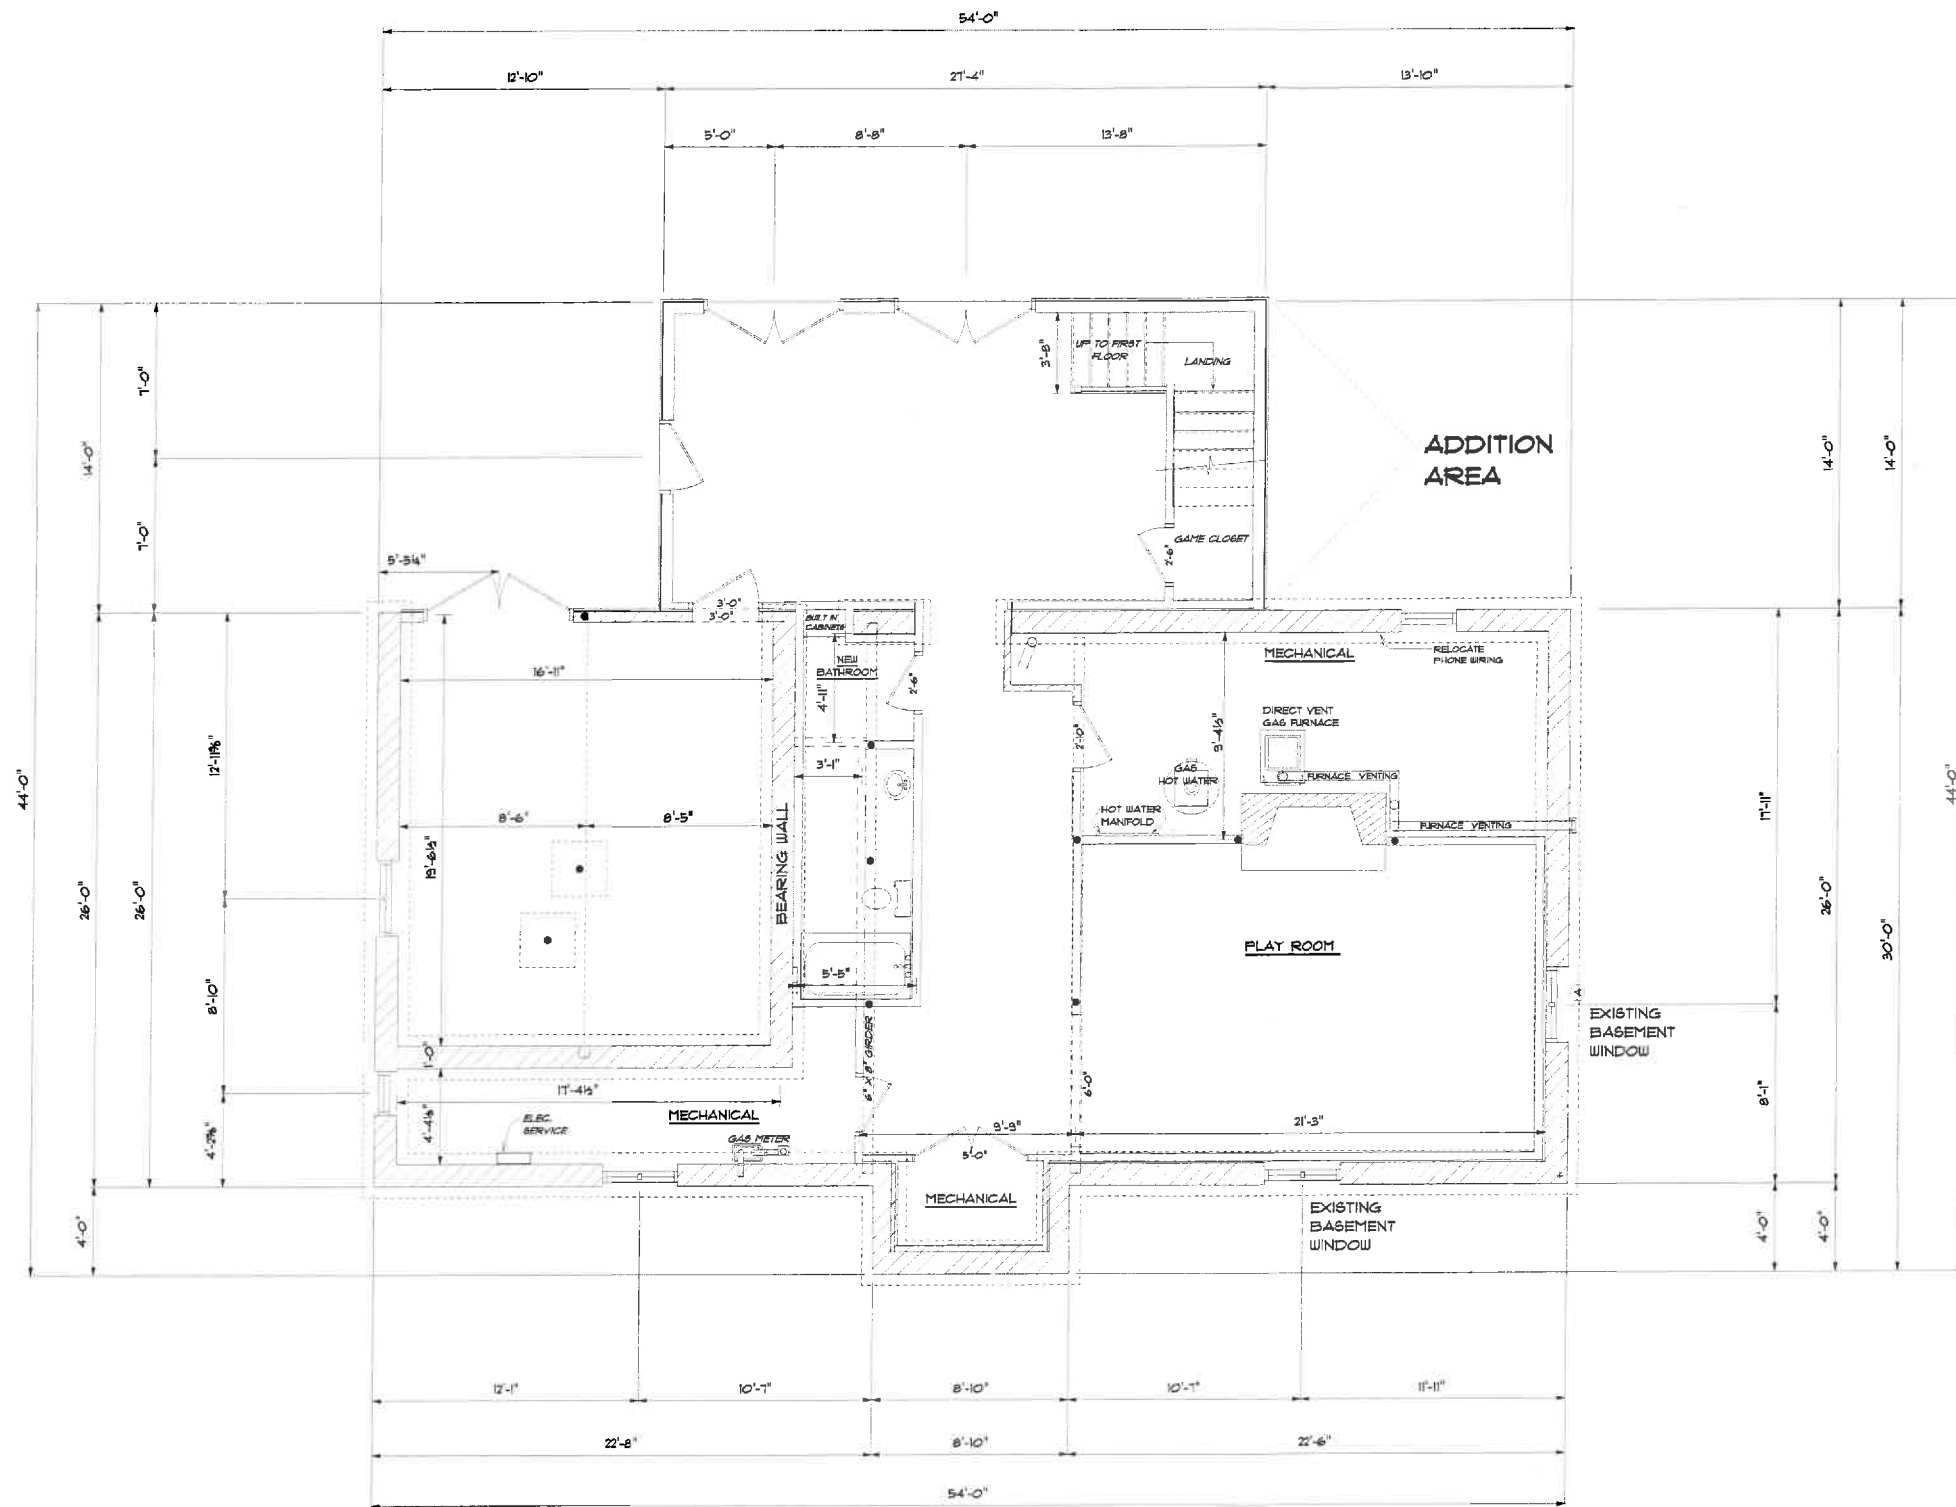 54'-0"
12'-10"
27'-4"
13'-10"
5'-0"
8'-8"
13'-8"
7'-0"
14'-0"
7'-0"
3'-8"
UP TO FIRST
FLOOR
LANDING
ADDITION
AREA
14'-0"
14'-0"
GAME CLOSET
2'-6"
5'-5¼"
3'-0"
3'-0"
BUILT IN
CABINETS
NEW
BATHROOM
4'-11"
2'-6"
16'-11"
MECHANICAL
RELOCATE
PHONE WIRING
DIRECT VENT
GAS FURNACE
9'-4½"
2'-10"
GAS
HOT WATER
FURNACE VENTING
HOT WATER
MANIFOLD
FURNACE VENTING
3'-1"
8'-6"
8'-5"
19'-6½"
BEARING WALL
44'-0"
26'-0"
26'-0"
8'-10"
17'-11"
26'-0"
30'-0"
44'-0"
PLAY ROOM
5'-5"
A
EXISTING
BASEMENT
WINDOW
6" X 8" GIRDER
1'-0"
17'-4½"
4'-4½"
ELEC.
SERVICE
MECHANICAL
GAS METER
6'-0"
9'-9"
21'-3"
5'-0"
8'-1"
MECHANICAL
EXISTING
BASEMENT
WINDOW
4'-0"
4'-0"
4'-0"
12'-1"
10'-7"
8'-10"
10'-7"
11'-11"
22'-8"
8'-10"
22'-6"
54'-0"